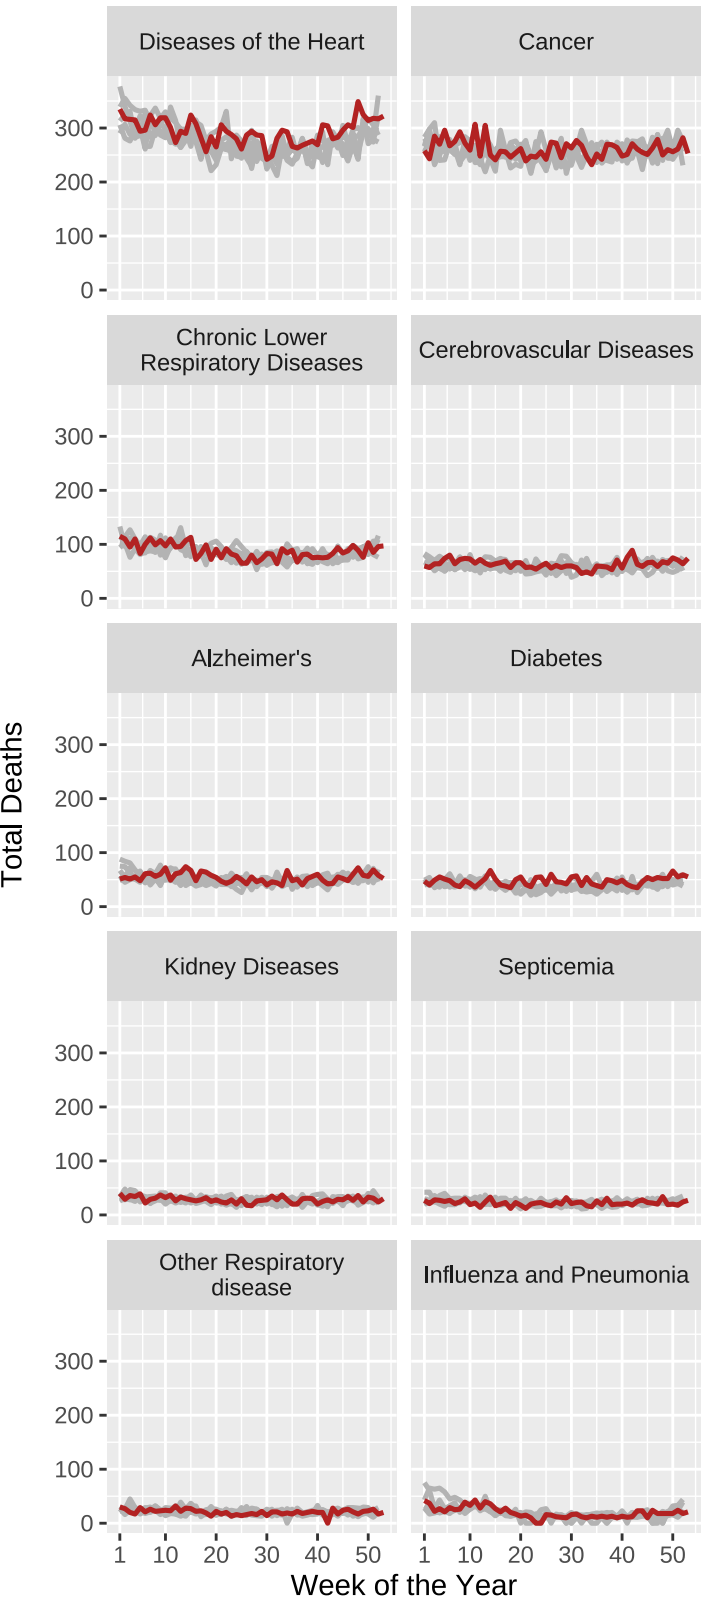 Diseases of the Heart
Cancer
300
200
100
0
Chronic Lower
Respiratory Diseases
Cerebrovascular Diseases
300
200
100
0
Alzheimer's
Diabetes
300
200
100
0
Kidney Diseases
Septicemia
300
200
100
0
Other Respiratory
disease
Influenza and Pneumonia
300
200
100
0
1 10 20 30 40 50 1 10 20 30 40 50
Week of the Year
Total Deaths